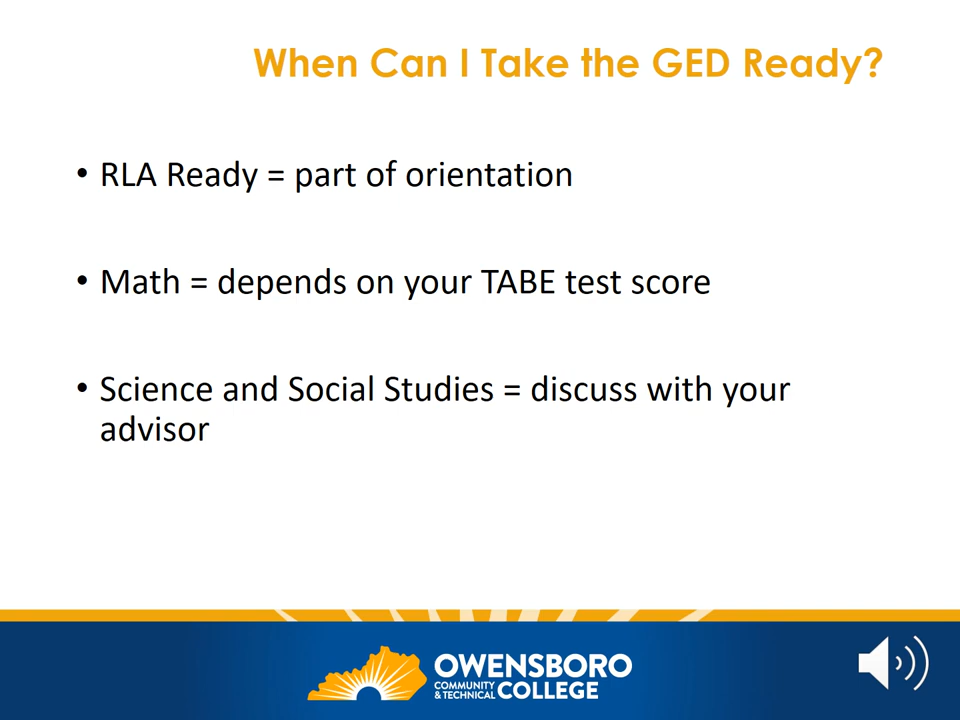 When Can I Take the GED Ready?
• RLA Ready = part of orientation
• Math = depends on your TABE test score
• Science and Social Studies = discuss with your
advisor
OWENSBORO
COMMUNITY
& TECHNICAL
COLLEGE